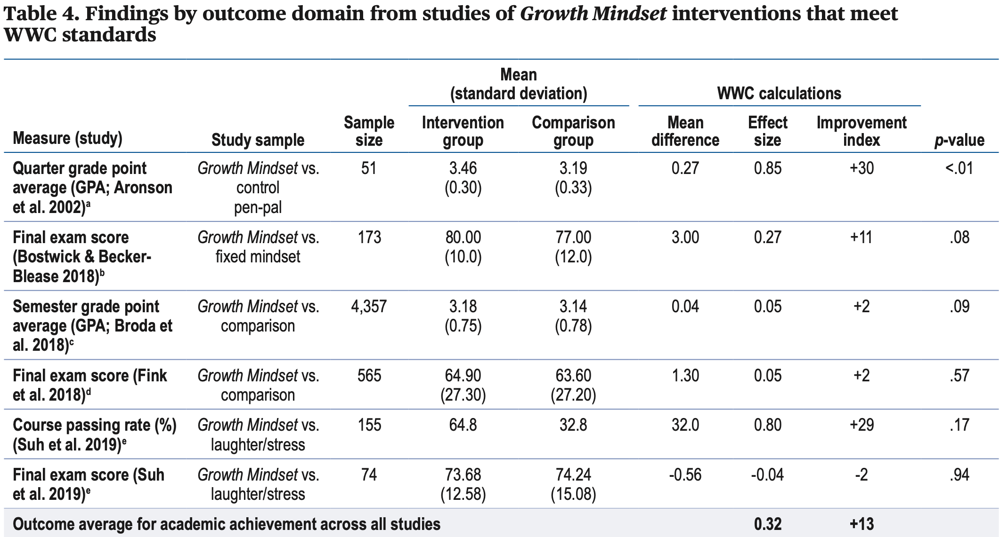 Table 4. Findings by outcome domain from studies of Growth Mindset interventions that meet
WWC standards
Mean
(standard deviation)
WWC calculations
Measure (study)
Study sample
Sample
size
Intervention
group
Comparison
group
Mean
difference
Effect
size
Improvement
index
p-value
Quarter grade point
average (GPA; Aronson
et al. 2002)a
Growth Mindset vs.
control
pen-pal
51
3.46
(0.30)
3.19
(0.33)
0.27
0.85
+30
<.01
Final exam score
(Bostwick & Becker-
Blease 2018)b
Growth Mindset vs.
fixed mindset
173
80.00
(10.0)
77.00
(12.0)
3.00
0.27
+11
.08
Semester grade point
average (GPA; Broda et
al. 2018)c
Growth Mindset vs.
comparison
4,357
3.18
(0.75)
3.14
(0.78)
0.04
0.05
+2
.09
Final exam score (Fink
et al. 2018)d
Growth Mindset vs.
comparison
565
64.90
(27.30)
63.60
(27.20)
1.30
0.05
+2
.57
Course passing rate (%)
(Suh et al. 2019)e
Growth Mindset vs.
laughter/stress
155
64.8
32.8
32.0
0.80
+29
.17
Final exam score (Suh
et al. 2019)e
Growth Mindset vs.
laughter/stress
74
73.68
(12.58)
74.24
(15.08)
-0.56
-0.04
-2
.94
Outcome average for academic achievement across all studies
0.32
+13